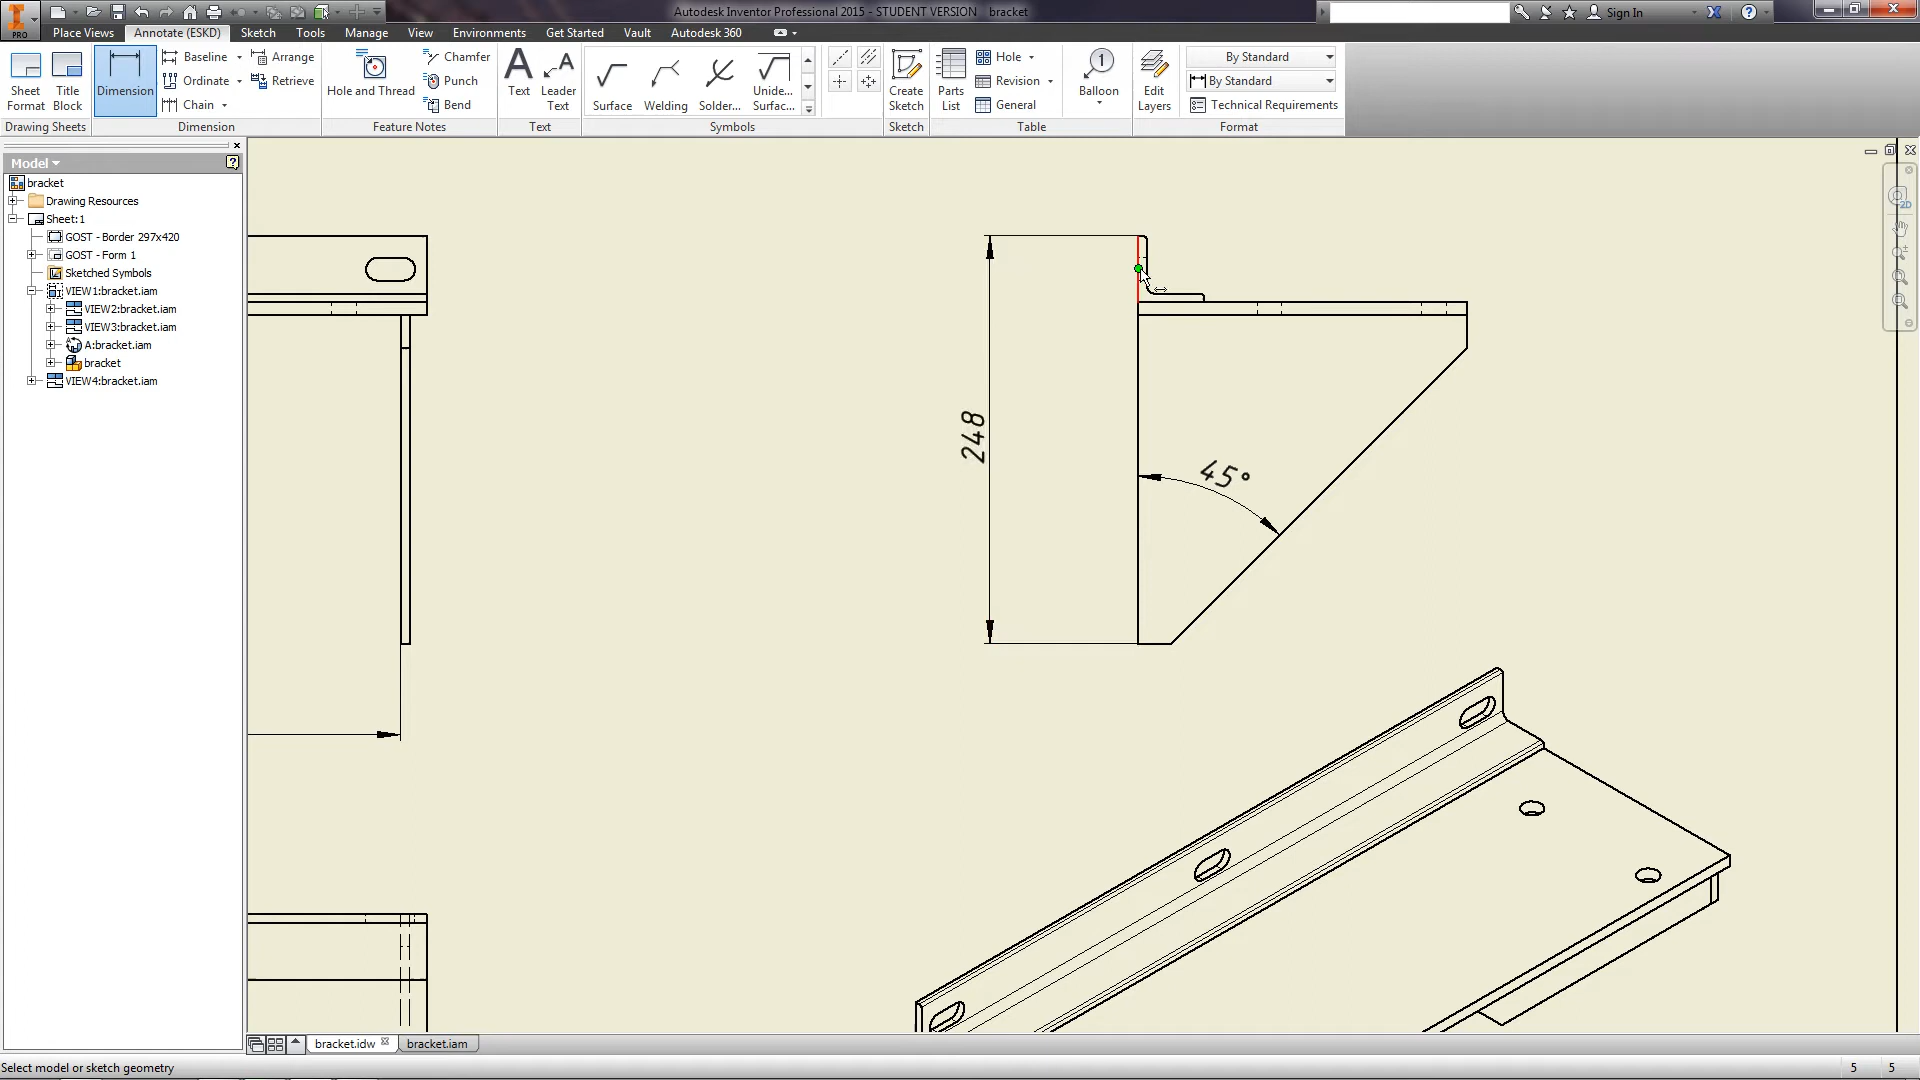 Autodesk Inventor Professional 2015 - STUDENT VERSION bracket
Sign In
PRO
Place Views Annotate (ESKD) Sketch Tools Manage View Environments Get Started Vault Autodesk 360
Sheet Format
Title Block
Drawing Sheets
Dimension
Baseline
Ordinate
Chain
Arrange
Retrieve
Dimension
Hole and Thread
Chamfer
Punch
Bend
Feature Notes
Text
Leader Text
Text
Surface
Welding
Solder...
Unide... Surfac...
Symbols
Create Sketch
Sketch
Parts List
Hole
Revision
General
Table
1
Balloon
Edit Layers
By Standard
By Standard
Technical Requirements
Format
Model
bracket
Drawing Resources
Sheet:1
GOST - Border 297x420
GOST - Form 1
Sketched Symbols
VIEW1:bracket.iam
VIEW2:bracket.iam
VIEW3:bracket.iam
A:bracket.iam
bracket
VIEW4:bracket.iam
2D
248
45°
bracket.idw
bracket.iam
Select model or sketch geometry
5 5